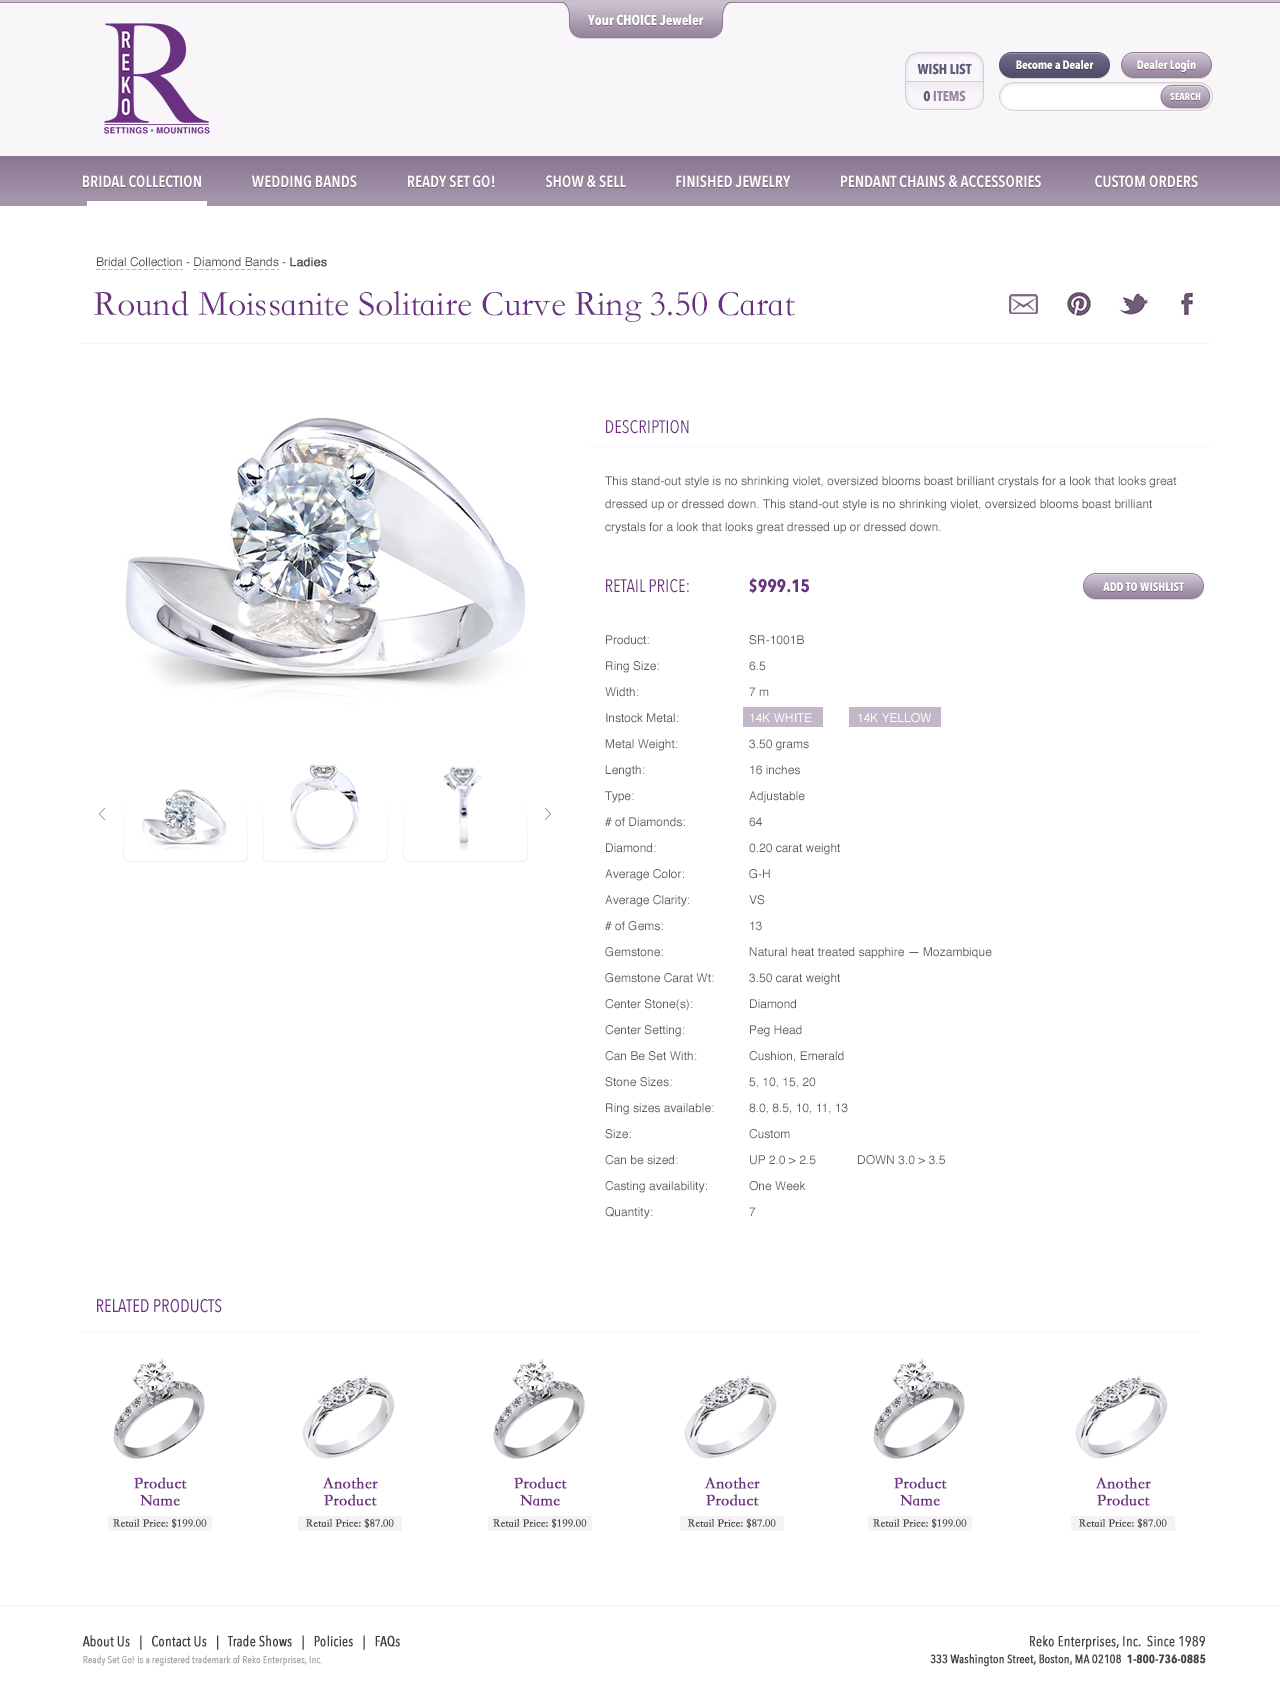 Your CHOICE Jeweler
REKO
R
SETTINGS • MOUNTINGS
WISH LIST
0 ITEMS
Become a Dealer
Dealer Login
SEARCH
BRIDAL COLLECTION WEDDING BANDS READY SET GO! SHOW & SELL FINISHED JEWELRY PENDANT CHAINS & ACCESSORIES CUSTOM ORDERS
Bridal Collection - Diamond Bands - Ladies
Round Moissanite Solitaire Curve Ring 3.50 Carat
DESCRIPTION
This stand-out style is no shrinking violet, oversized blooms boast brilliant crystals for a look that looks great
dressed up or dressed down. This stand-out style is no shrinking violet, oversized blooms boast brilliant
crystals for a look that looks great dressed up or dressed down.
RETAIL PRICE: $999.15 ADD TO WISHLIST
Product: SR-1001B
Ring Size: 6.5
Width: 7 m
Instock Metal: 14K WHITE 14K YELLOW
Metal Weight: 3.50 grams
Length: 16 inches
Type: Adjustable
# of Diamonds: 64
Diamond: 0.20 carat weight
Average Color: G-H
Average Clarity: VS
# of Gems: 13
Gemstone: Natural heat treated sapphire — Mozambique
Gemstone Carat Wt: 3.50 carat weight
Center Stone(s): Diamond
Center Setting: Peg Head
Can Be Set With: Cushion, Emerald
Stone Sizes: 5, 10, 15, 20
Ring sizes available: 8.0, 8.5, 10, 11, 13
Size: Custom
Can be sized: UP 2.0 > 2.5 DOWN 3.0 > 3.5
Casting availability: One Week
Quantity: 7
RELATED PRODUCTS
Product Another Product Another Product Another
Name Product Name Product Name Product
Retail Price: $199.00 Retail Price: $87.00 Retail Price: $199.00 Retail Price: $87.00 Retail Price: $199.00 Retail Price: $87.00
About Us | Contact Us | Trade Shows | Policies | FAQs
Ready Set Go! is a registered trademark of Reko Enterprises, Inc.
Reko Enterprises, Inc. Since 1989
333 Washington Street, Boston, MA 02108 1-800-736-0885